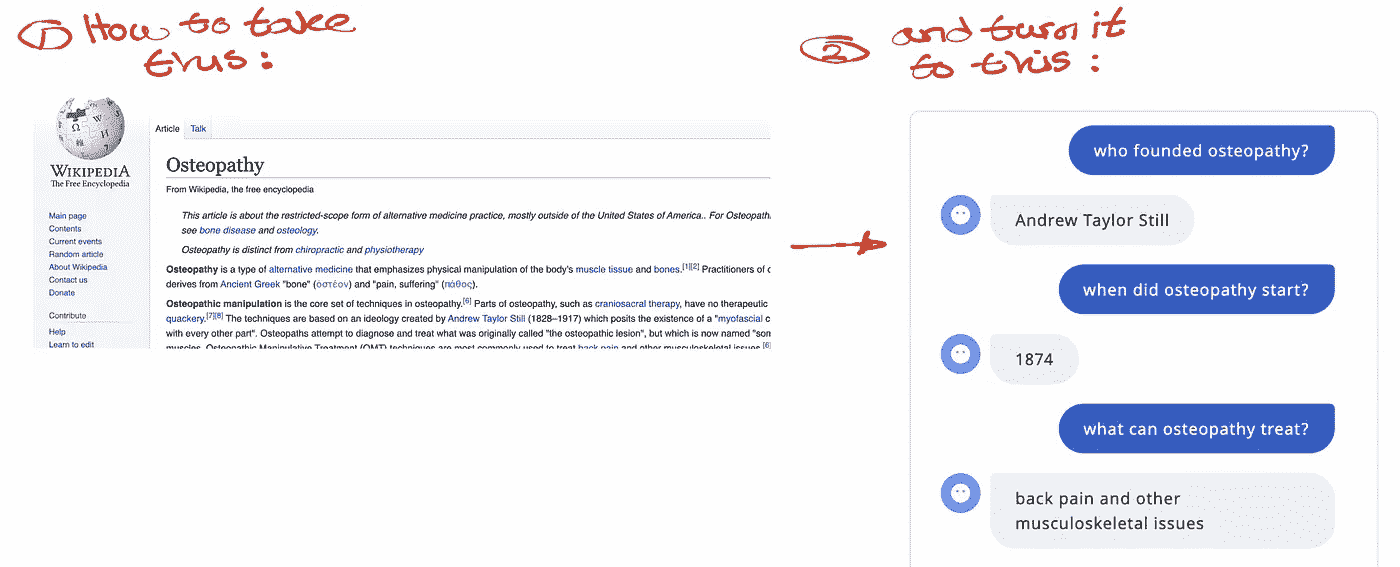 1 How to take
this:
2 and turn it
to this:
WIKIPEDIA
The Free Encyclopedia
Main page
Contents
Current events
Random article
About Wikipedia
Contact us
Donate
Contribute
Help
Learn to edit
Article Talk
Osteopathy
From Wikipedia, the free encyclopedia
This article is about the restricted-scope form of alternative medicine practice, mostly outside of the United States of America.. For Osteopath
see bone disease and osteology.
Osteopathy is distinct from chiropractic and physiotherapy
Osteopathy is a type of alternative medicine that emphasizes physical manipulation of the body's muscle tissue and bones.[1][2] Practitioners of
derives from Ancient Greek "bone" (ὀστέον) and "pain, suffering" (πάθος).
Osteopathic manipulation is the core set of techniques in osteopathy.[6] Parts of osteopathy, such as craniosacral therapy, have no therapeutic
quackery.[7][8] The techniques are based on an ideology created by Andrew Taylor Still (1828–1917) which posits the existence of a "myofascial c
with every other part". Osteopaths attempt to diagnose and treat what was originally called "the osteopathic lesion", but which is now named "som
muscles. Osteopathic Manipulative Treatment (OMT) techniques are most commonly used to treat back pain and other musculoskeletal issues.[6]
who founded osteopathy?
Andrew Taylor Still
when did osteopathy start?
1874
what can osteopathy treat?
back pain and other
musculoskeletal issues